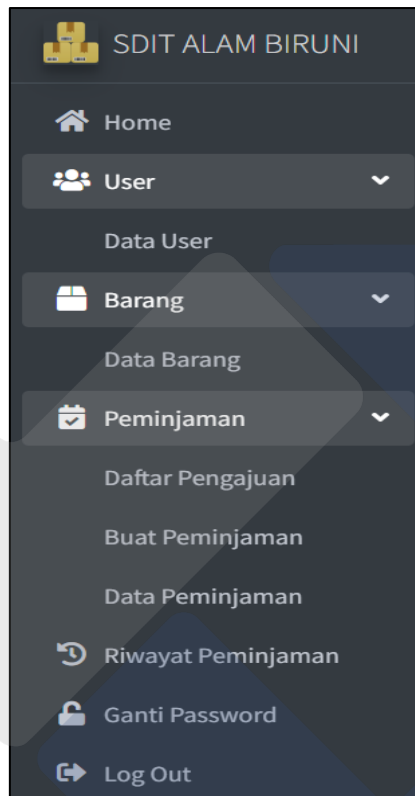 SDIT ALAM BIRUNI
Home
User
Data User
Barang
Data Barang
Peminjaman
Daftar Pengajuan
Buat Peminjaman
Data Peminjaman
Riwayat Peminjaman
Ganti Password
Log Out